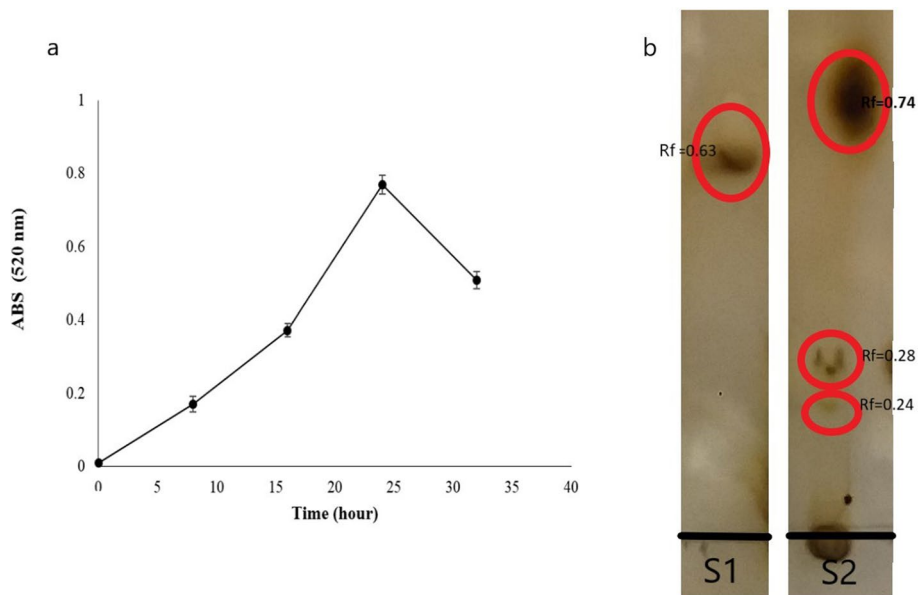 a
ABS (520 nm)
1
0.8
0.6
0.4
0.2
0
0 5 10 15 20 25 30 35 40
Time (hour)
b
Rf =0.63
Rf=0.74
Rf=0.28
Rf=0.24
S1
S2